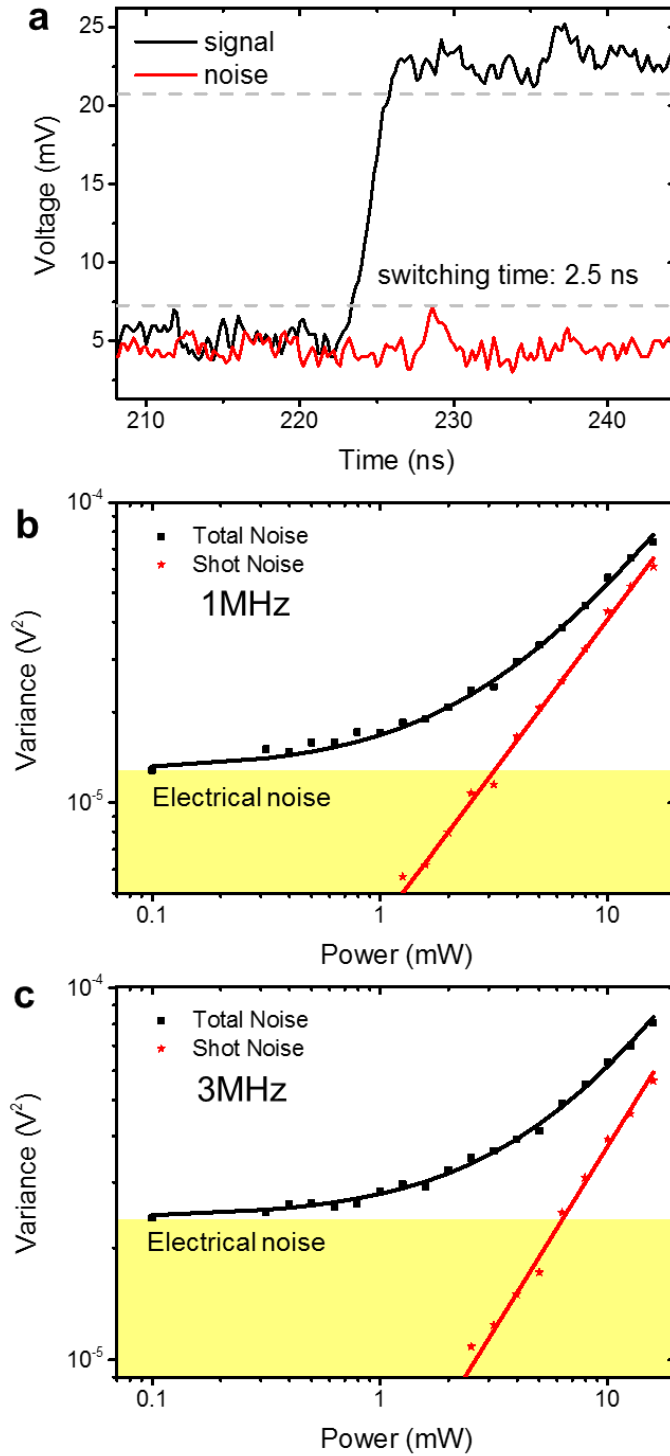 a
signal
noise
25
20
15
10
5
Voltage (mV)
switching time: 2.5 ns
210 220 230 240
Time (ns)
b
10⁻⁴
Total Noise
Shot Noise
1MHz
Variance (V²)
10⁻⁵
Electrical noise
0.1 1 10
Power (mW)
c
10⁻⁴
Total Noise
Shot Noise
3MHz
Variance (V²)
Electrical noise
10⁻⁵
0.1 1 10
Power (mW)